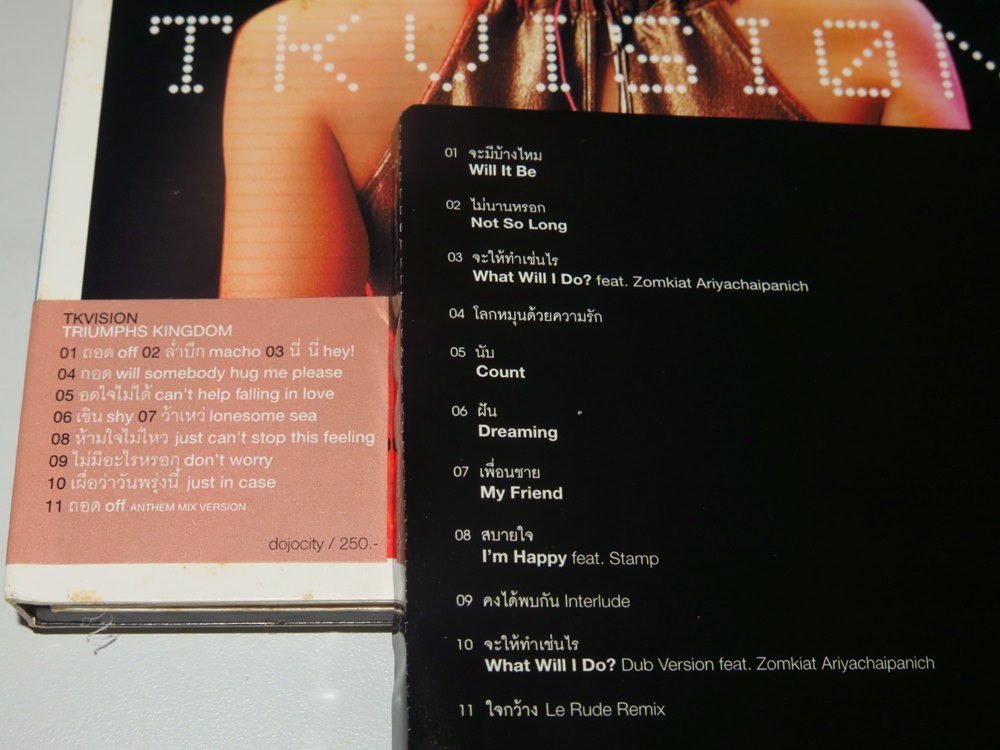 TKVISION
TKVISION
TRIUMPHS KINGDOM
01 ถอด off 02 ล่ำบึก macho 03 นี่ นี่ hey!
04 กอด will somebody hug me please
05 อดใจไม่ได้ can't help falling in love
06 เขิน shy 07 ว้าเหว่ lonesome sea
08 ห้ามใจไม่ไหว just can't stop this feeling
09 ไม่มีอะไรหรอก don't worry
10 เผื่อว่าวันพรุ่งนี้ just in case
11 ถอด off ANTHEM MIX VERSION
dojocity / 250.-
01 จะมีบ้างไหม
Will It Be
02 ไม่นานหรอก
Not So Long
03 จะให้ทำเช่นไร
What Will I Do? feat. Zomkiat Ariyachaipanich
04 โลกหมุนด้วยความรัก
05 นับ
Count
06 ฝัน
Dreaming
07 เพื่อนชาย
My Friend
08 สบายใจ
I'm Happy feat. Stamp
09 คงได้พบกัน Interlude
10 จะให้ทำเช่นไร
What Will I Do? Dub Version feat. Zomkiat Ariyachaipanich
11 ใจกว้าง Le Rude Remix